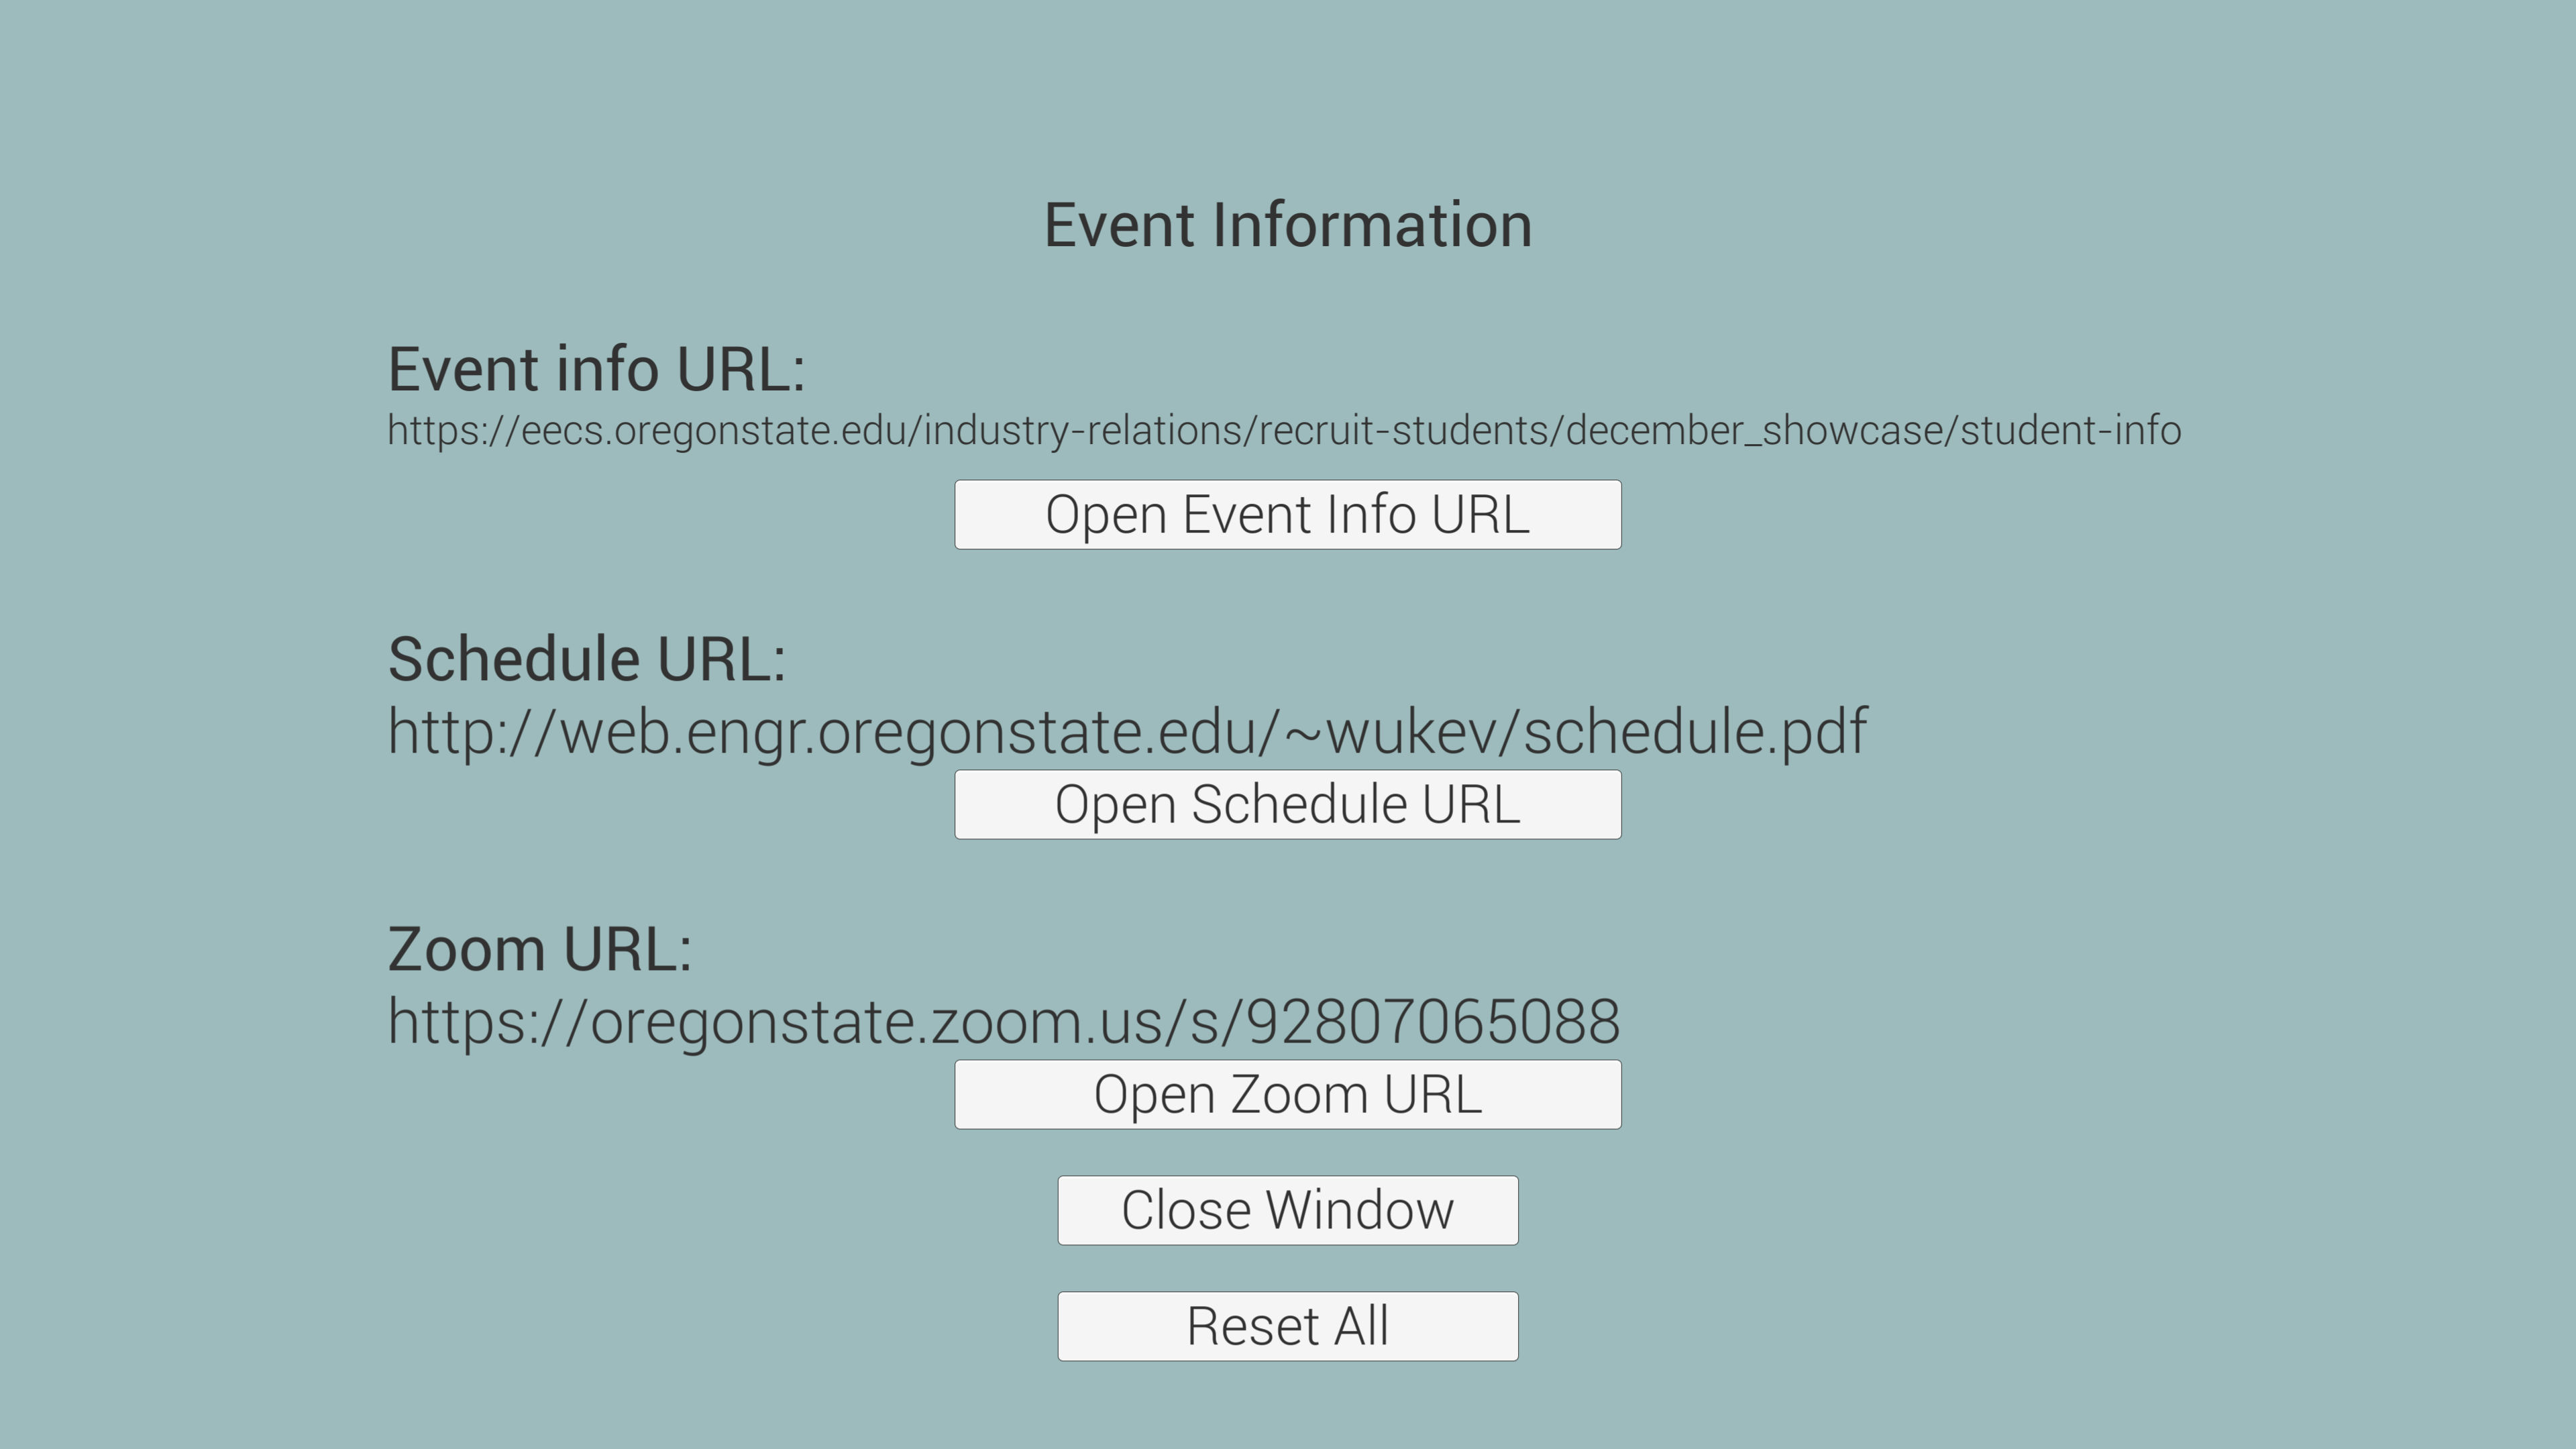 Event Information
Event info URL:
https://eecs.oregonstate.edu/industry-relations/recruit-students/december_showcase/student-info
Open Event Info URL
Schedule URL:
http://web.engr.oregonstate.edu/~wukev/schedule.pdf
Open Schedule URL
Zoom URL:
https://oregonstate.zoom.us/s/92807065088
Open Zoom URL
Close Window
Reset All